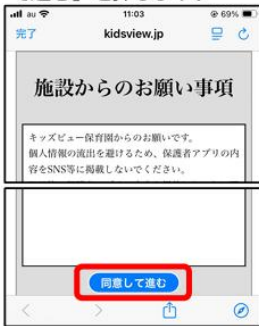 au 11:03 69%
完了 kidsview.jp
施設からのお願い事項
キッズビュー保育園からのお願いです。
個人情報の流出を避けるため、保護者アプリの内
容をSNS等に掲載しないでください。
同意して進む